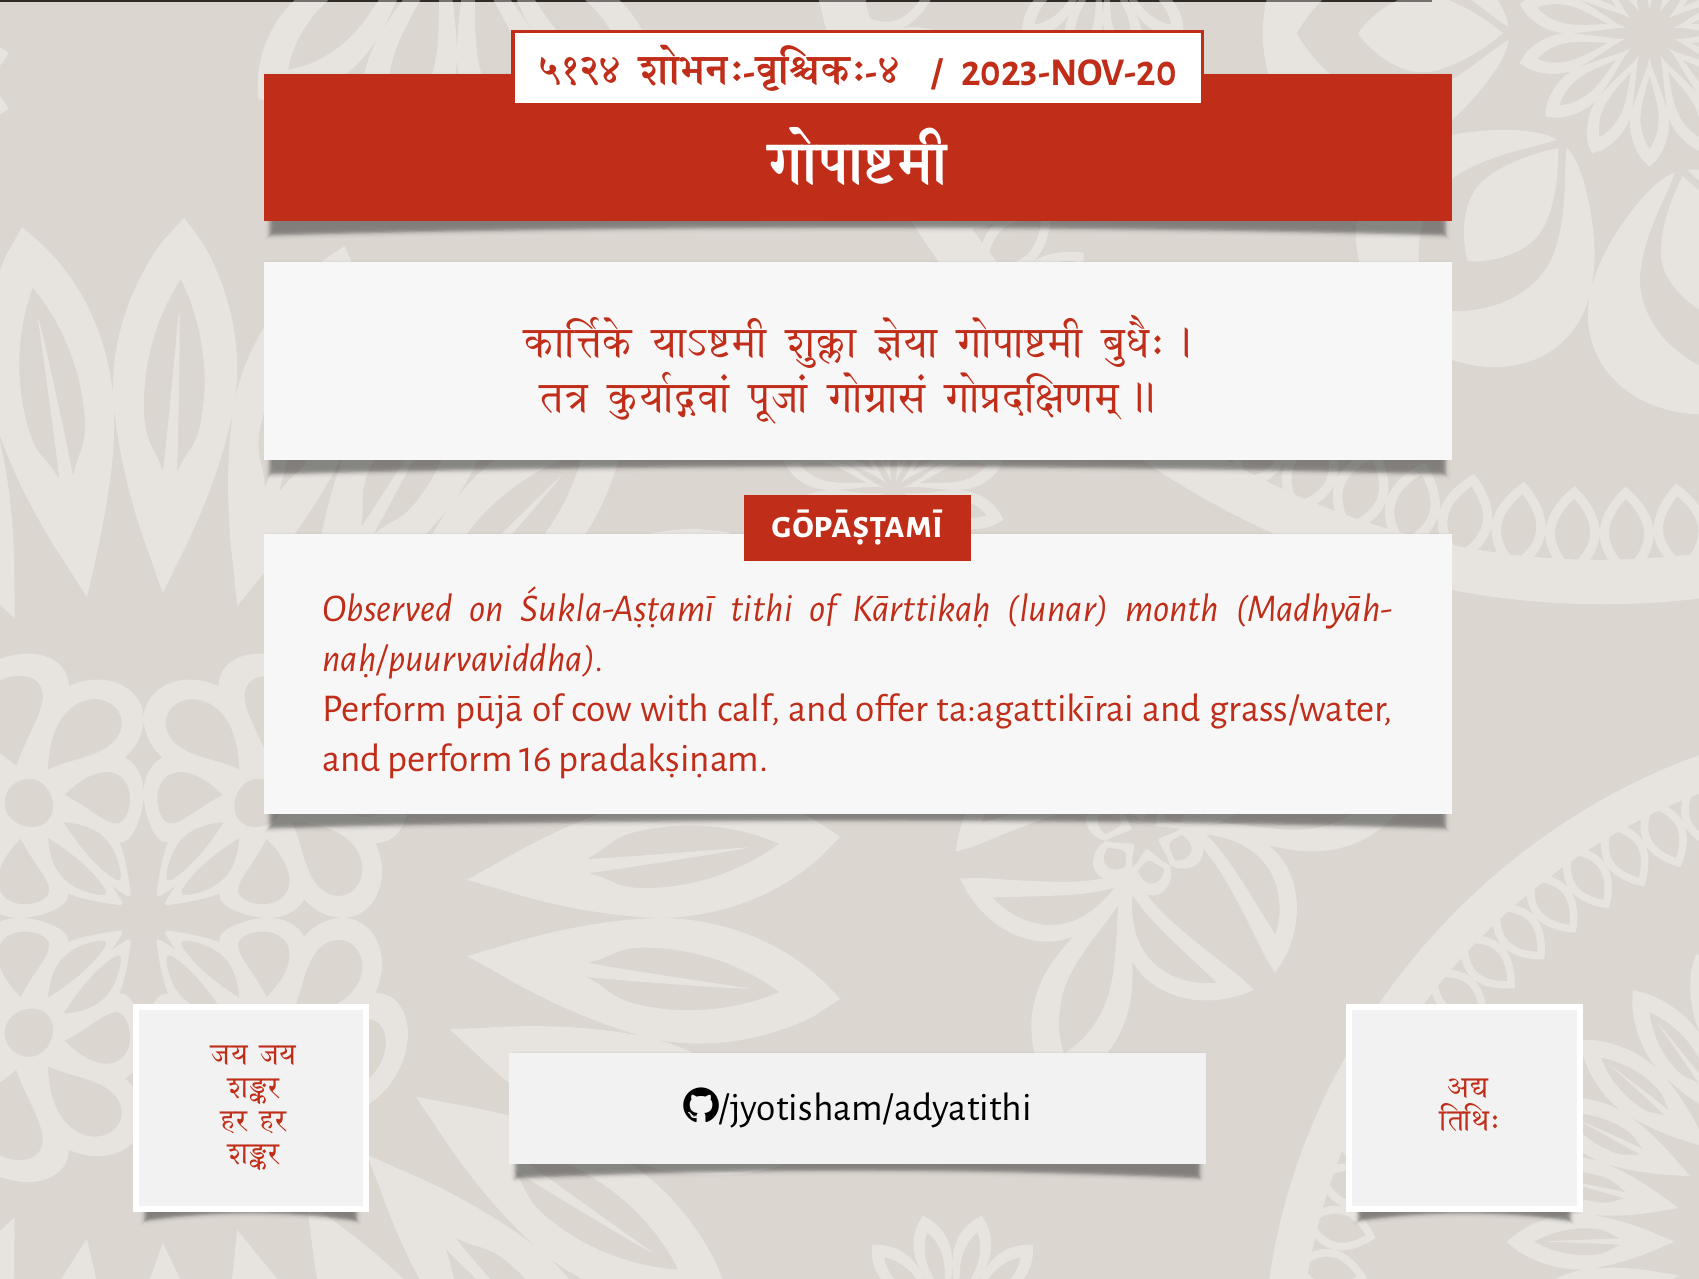 ५१२४ शोभनः-वृश्चिकः-४ / 2023-NOV-20
गोपाष्टमी
कार्त्तिके याऽष्टमी शुक्ला ज्ञेया गोपाष्टमी बुधैः ।
तत्र कुर्याद्गवां पूजां गोग्रासं गोप्रदक्षिणम् ॥
GŌPĀṢṬAMĪ
Observed on Śukla-Aṣṭamī tithi of Kārttikaḥ (lunar) month (Madhyāh-
naḥ/puurvaviddha).
Perform pūjā of cow with calf, and offer ta:agattikīrai and grass/water,
and perform 16 pradakṣiṇam.
जय जय
शङ्कर
हर हर
शङ्कर
/jyotisham/adyatithi
अद्य
तिथिः